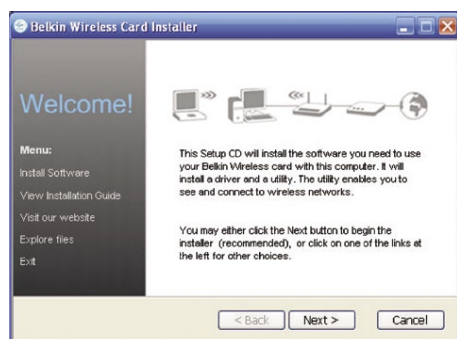 Belkin Wireless Card Installer
Welcome!
Menu:
Install Software
View Installation Guide
Visit our website
Explore files
Exit
This Setup CD will install the software you need to use
your Belkin Wireless card with this computer. It will
install a driver and a utility. The utility enables you to
see and connect to wireless networks.
You may either click the Next button to begin the
installer (recommended), or click on one of the links at
the left for other choices.
< Back
Next >
Cancel